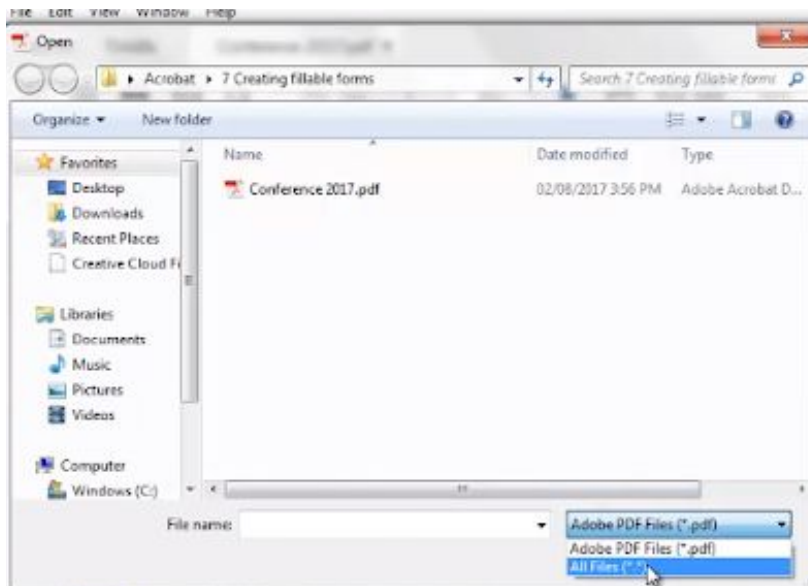 File Edit View Window Help
Open
Acrobat ▸ 7 Creating fillable forms
Search 7 Creating fillable forms
Organize
New folder
Name
Date modified
Type
Favorites
Desktop
Downloads
Recent Places
Creative Cloud Fi
Conference 2017.pdf
02/08/2017 3:56 PM
Adobe Acrobat D...
Libraries
Documents
Music
Pictures
Videos
Computer
Windows (C:)
File name:
Adobe PDF Files (*.pdf)
Adobe PDF Files (*.pdf)
All Files (*.*)